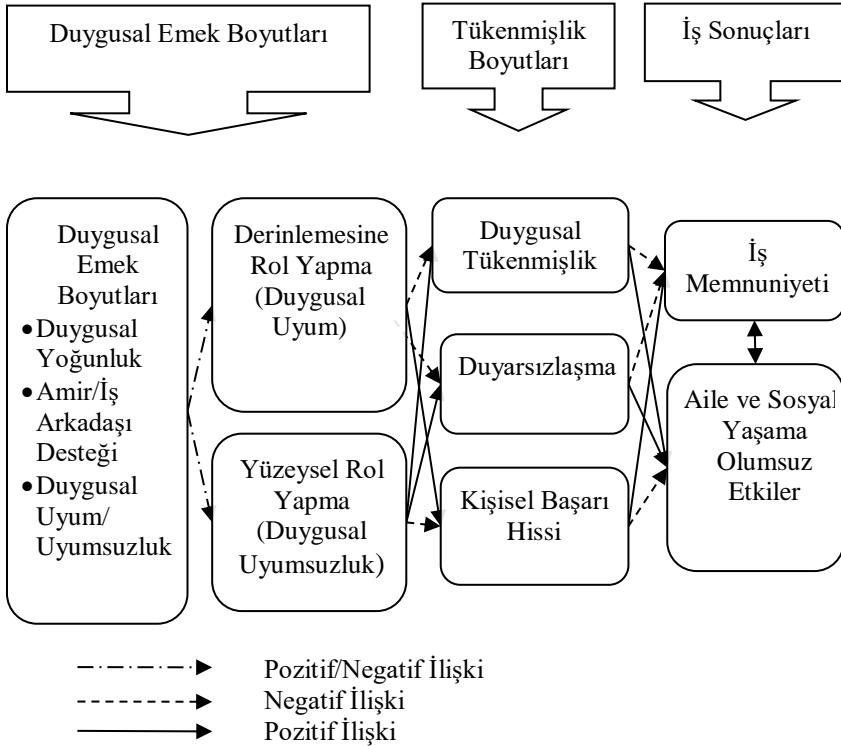 Duygusal Emek Boyutları
Tükenmişlik
Boyutları
İş Sonuçları
Duygusal
Emek
Boyutları
•Duygusal
Yoğunluk
•Amir/İş
Arkadaşı
Desteği
•Duygusal
Uyum/
Uyumsuzluk
Derinlemesine
Rol Yapma
(Duygusal
Uyum)
Yüzeysel Rol
Yapma
(Duygusal
Uyumsuzluk)
Duygusal
Tükenmişlik
Duyarsızlaşma
Kişisel Başarı
Hissi
İş
Memnuniyeti
Aile ve Sosyal
Yaşama
Olumsuz
Etkiler
Pozitif/Negatif İlişki
Negatif İlişki
Pozitif İlişki